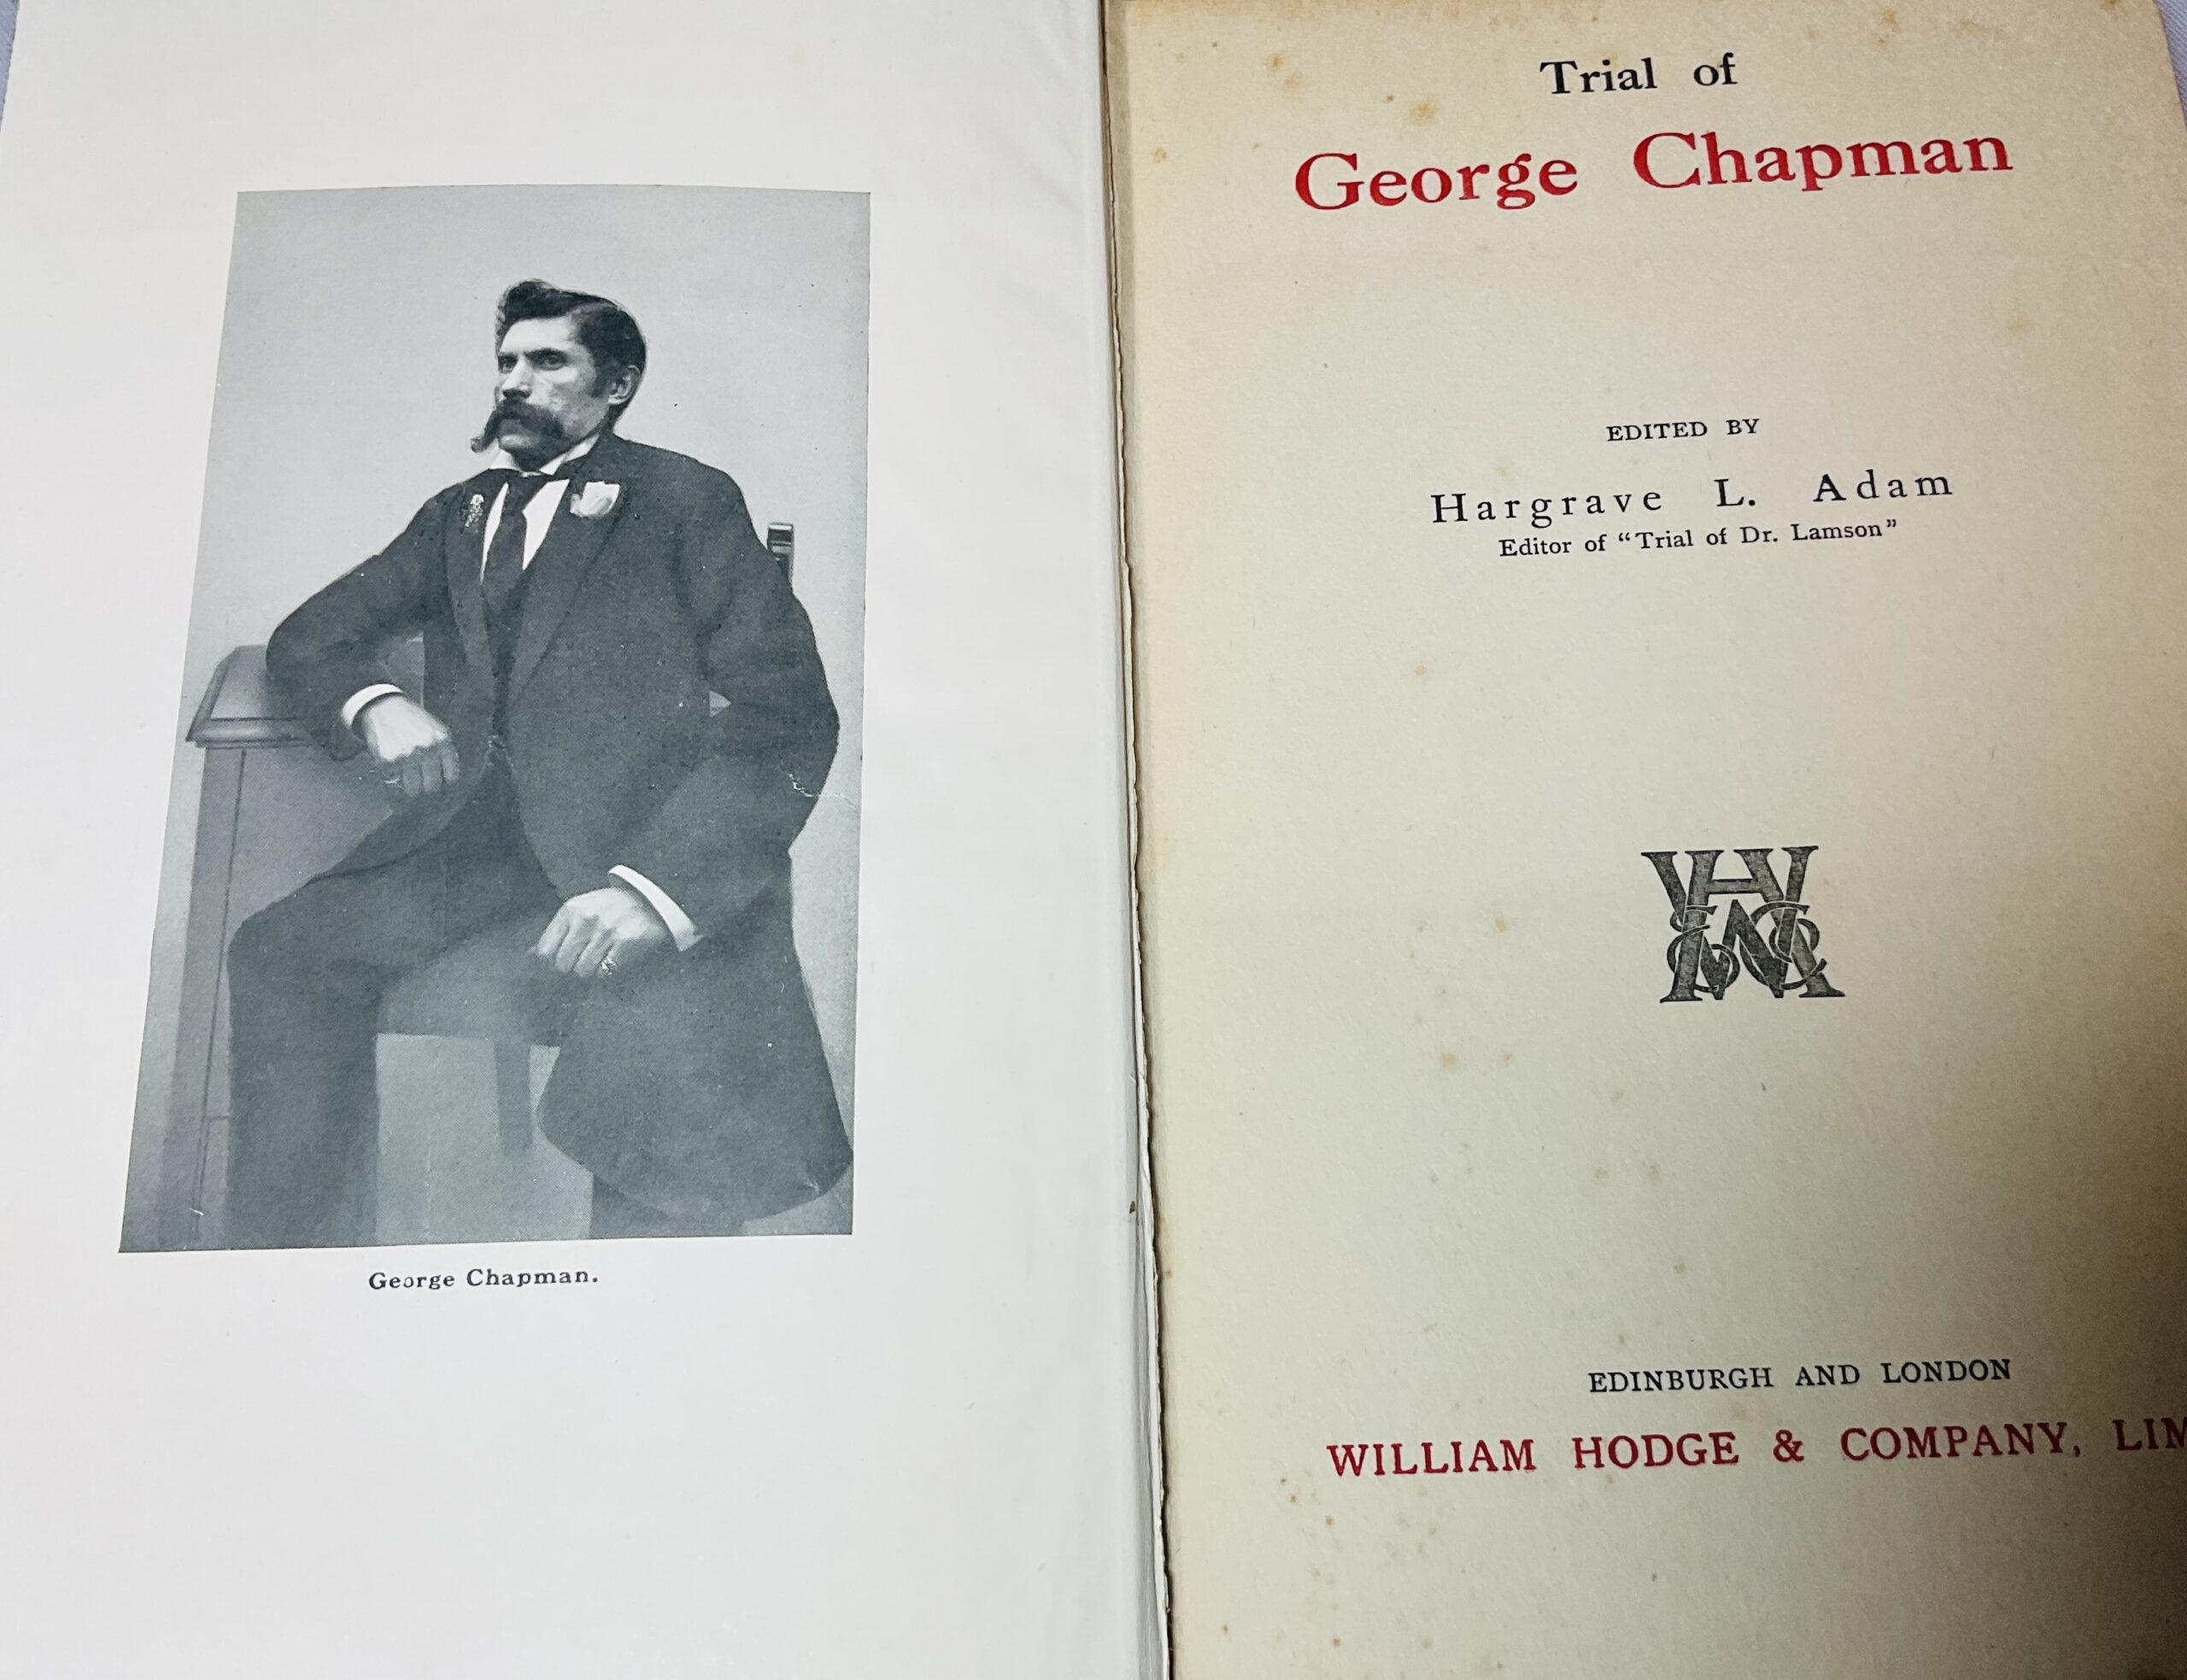 George Chapman.
Trial of
George Chapman
EDITED BY
Hargrave L. Adam
Editor of "Trial of Dr. Lamson"
EDINBURGH AND LONDON
WILLIAM HODGE & COMPANY, LIM